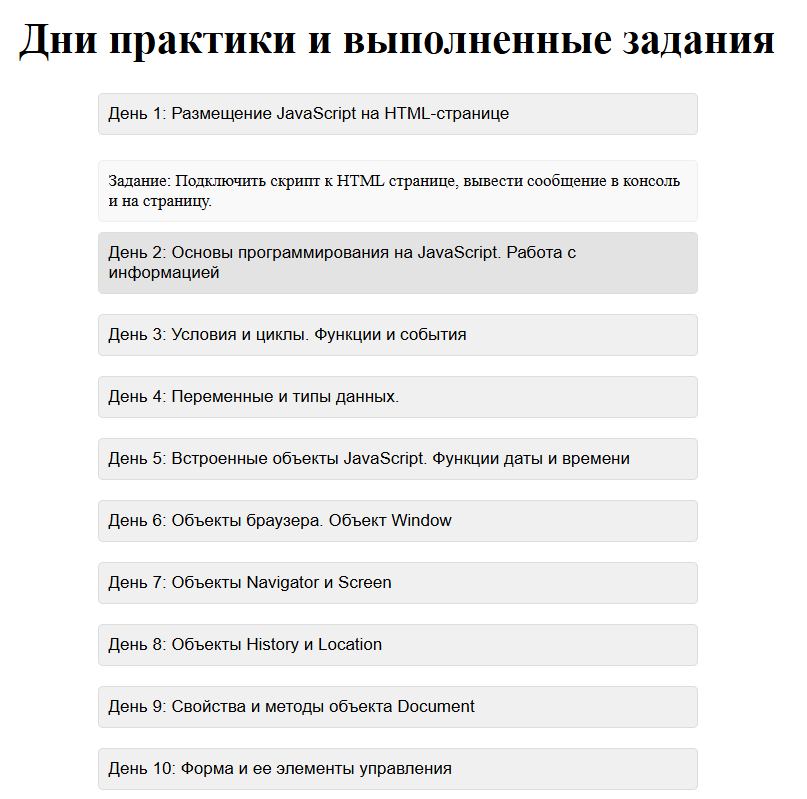 Дни практики и выполненные задания
День 1: Размещение JavaScript на HTML-странице
Задание: Подключить скрипт к HTML странице, вывести сообщение в консоль
и на страницу.
День 2: Основы программирования на JavaScript. Работа с
информацией
День 3: Условия и циклы. Функции и события
День 4: Переменные и типы данных.
День 5: Встроенные объекты JavaScript. Функции даты и времени
День 6: Объекты браузера. Объект Window
День 7: Объекты Navigator и Screen
День 8: Объекты History и Location
День 9: Свойства и методы объекта Document
День 10: Форма и ее элементы управления